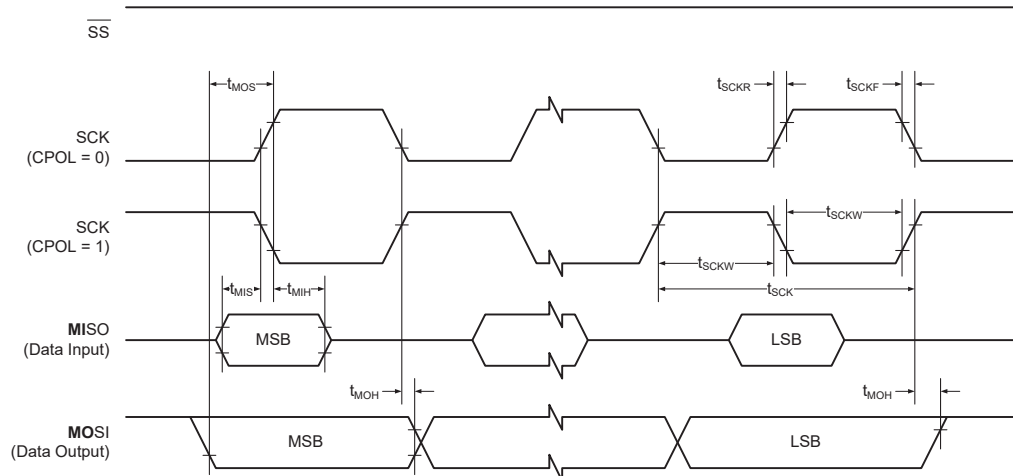 SS
tMOS
tSCKR
tSCKF
SCK
(CPOL = 0)
SCK
(CPOL = 1)
tSCKW
tSCKW
tMIS
tMIH
tSCK
MISO
(Data Input)
MSB
LSB
tMOH
tMOH
MOSI
(Data Output)
MSB
LSB